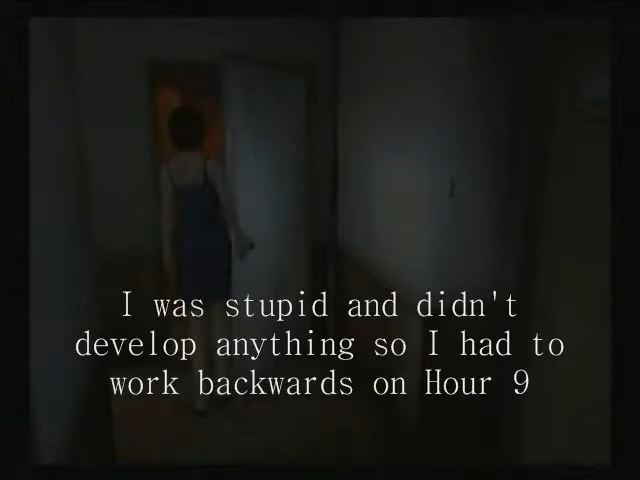 I was stupid and didn't
develop anything so I had to
work backwards on Hour 9